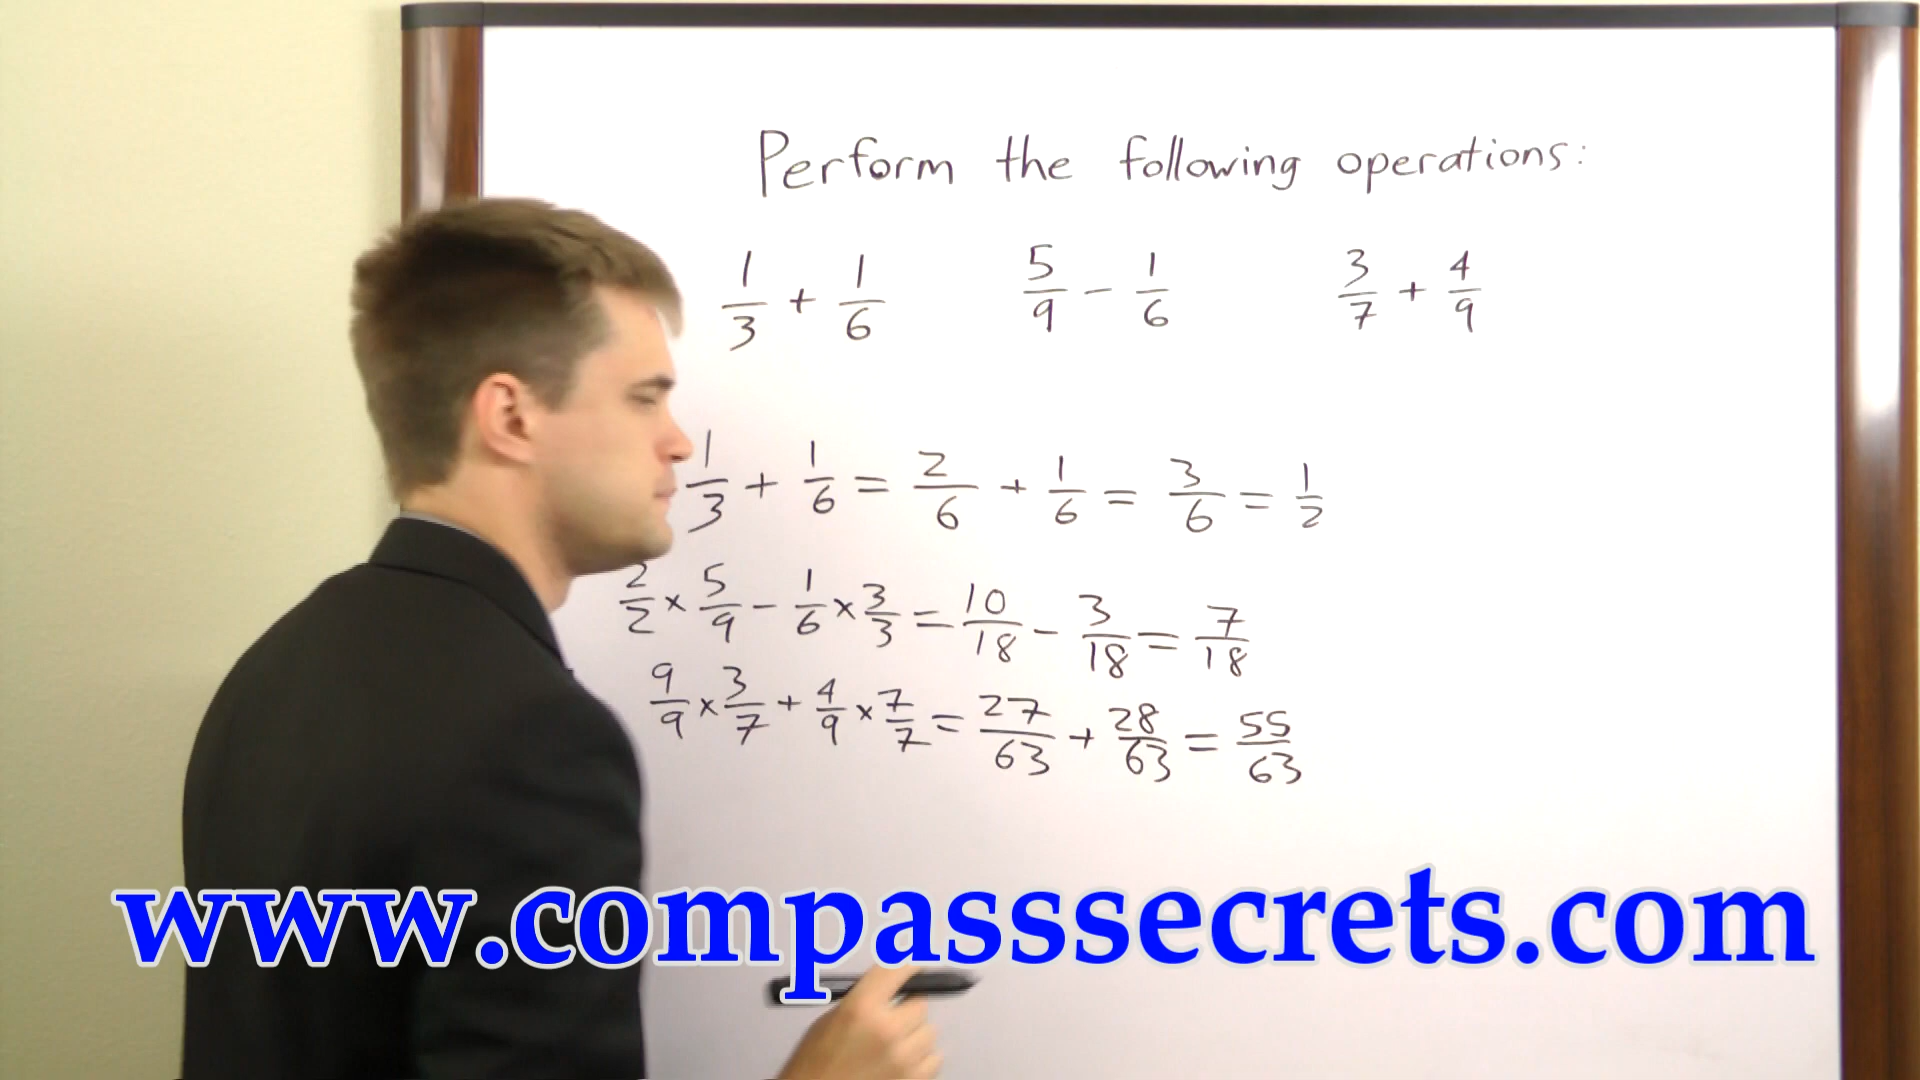 Perform the following operations:
1/3 + 1/6 5/9 - 1/6 3/7 + 4/9
1/3 + 1/6 = 2/6 + 1/6 = 3/6 = 1/2
2/2 × 5/9 - 1/6 × 3/3 = 10/18 - 3/18 = 7/18
9/9 × 3/7 + 4/9 × 7/7 = 27/63 + 28/63 = 55/63
www.compasssecrets.com